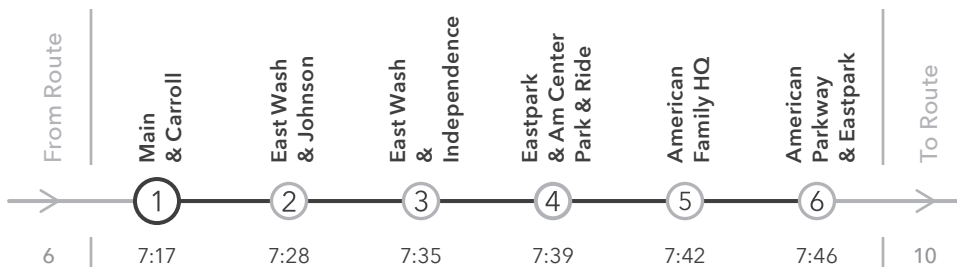 From Route
Main
& Carroll
East Wash
& Johnson
East Wash
&
Independence
Eastpark
& Am Center
Park & Ride
American
Family HQ
American
Parkway
& Eastpark
To Route
1
2
3
4
5
6
6
7:17
7:28
7:35
7:39
7:42
7:46
10